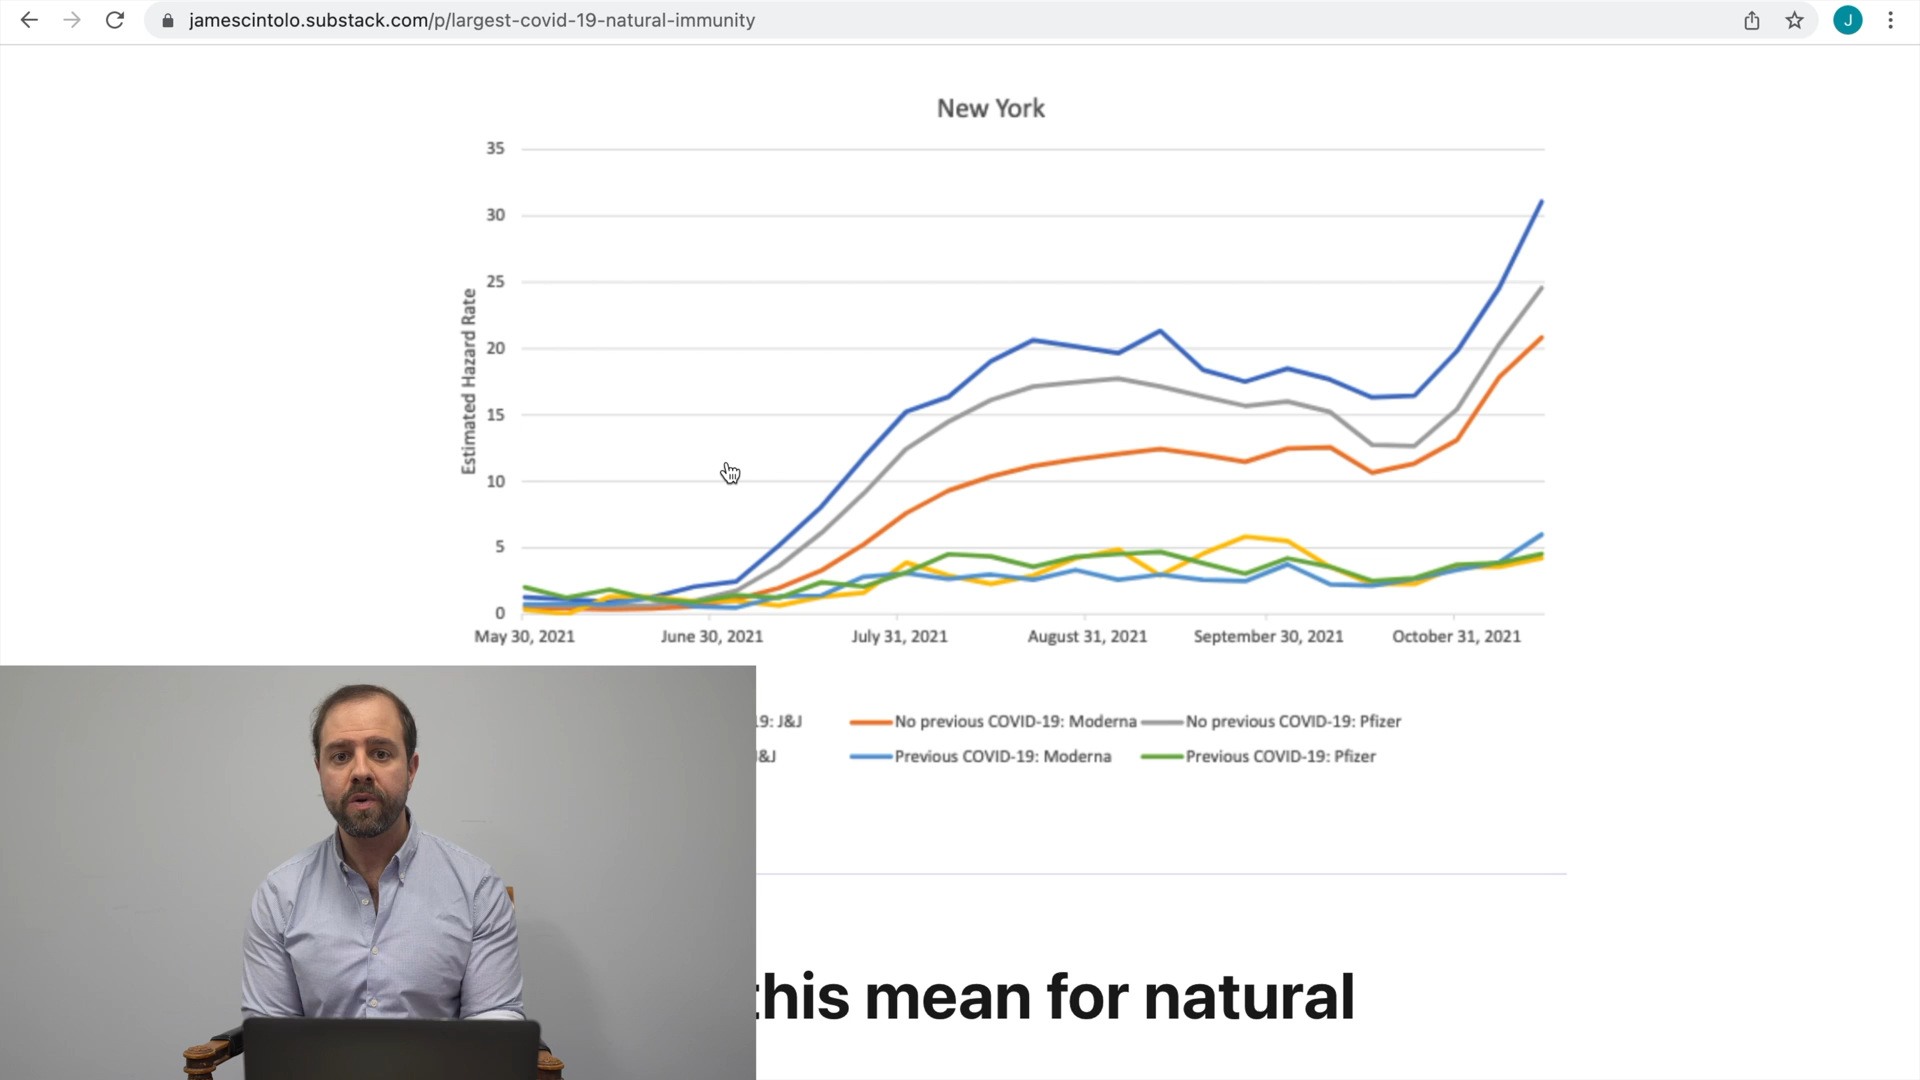 jamescintolo.substack.com/p/largest-covid-19-natural-immunity
J
New York
35
30
25
20
15
10
5
0
Estimated Hazard Rate
May 30, 2021 June 30, 2021 July 31, 2021 August 31, 2021 September 30, 2021 October 31, 2021
19: J&J No previous COVID-19: Moderna No previous COVID-19: Pfizer
J&J Previous COVID-19: Moderna Previous COVID-19: Pfizer
this mean for natural